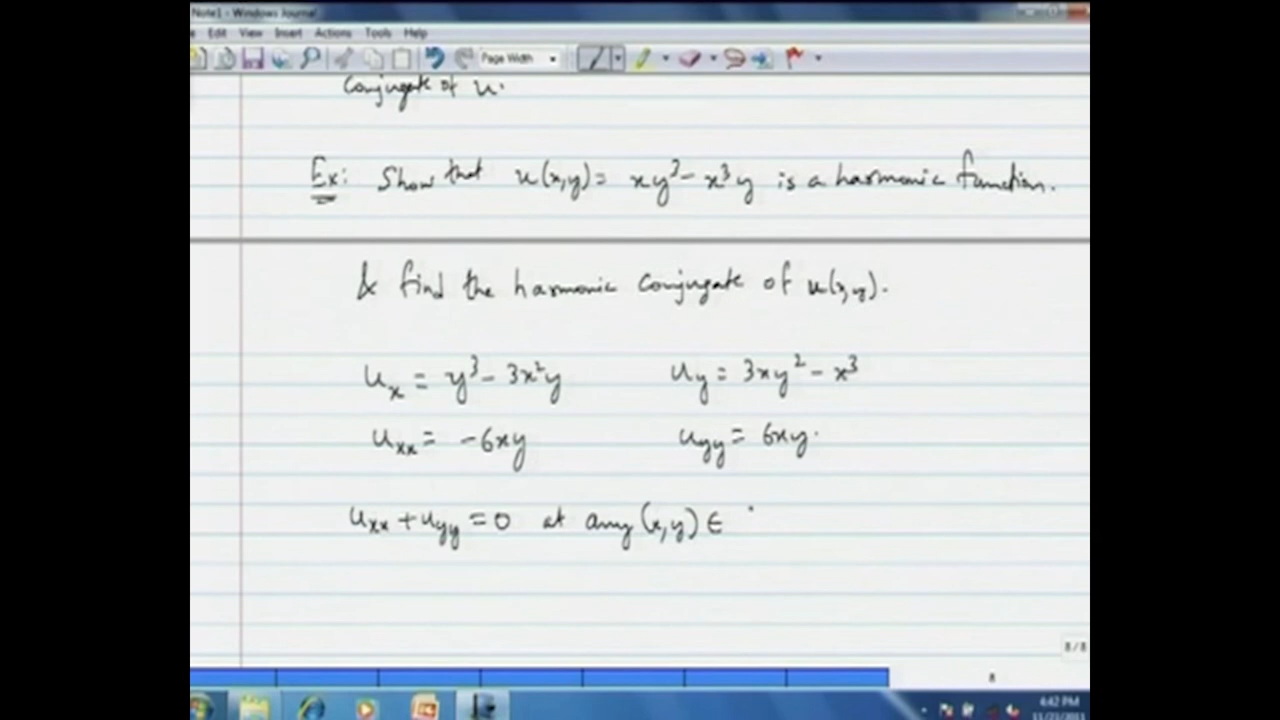 Note1 - Windows Journal
Edit View Insert Actions Tools Help
Page Width
Conjugate of u.
Ex: Show that u(x,y) = xy³ - x³y is a harmonic function.
& find the harmonic conjugate of u(x,y).
uₓ = y³ - 3x²y    u_y = 3xy² - x³
uₓₓ = -6xy    u_yy = 6xy.
uₓₓ + u_yy = 0 at any (x,y) ∈
8 / 8
8
4:42 PM